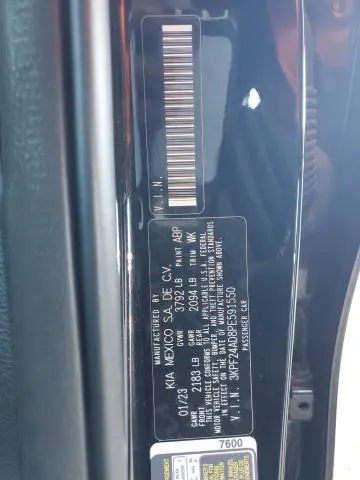 KIA MEXICO S.A. DE C.V.
01/23 GVWR 3792 LB PAINT ABP
GAWR FRONT 2183 LB GAWR REAR 2094 LB TRIM WK
THIS VEHICLE CONFORMS TO ALL APPLICABLE U.S.A. FEDERAL
MOTOR VEHICLE SAFETY, BUMPER AND THEFT PREVENTION STANDARDS
IN EFFECT ON THE DATE OF MANUFACTURE SHOWN ABOVE.
V.I.N. 3KPF24AD8PE591550
PASSENGER CAR
V.I.N.
7600